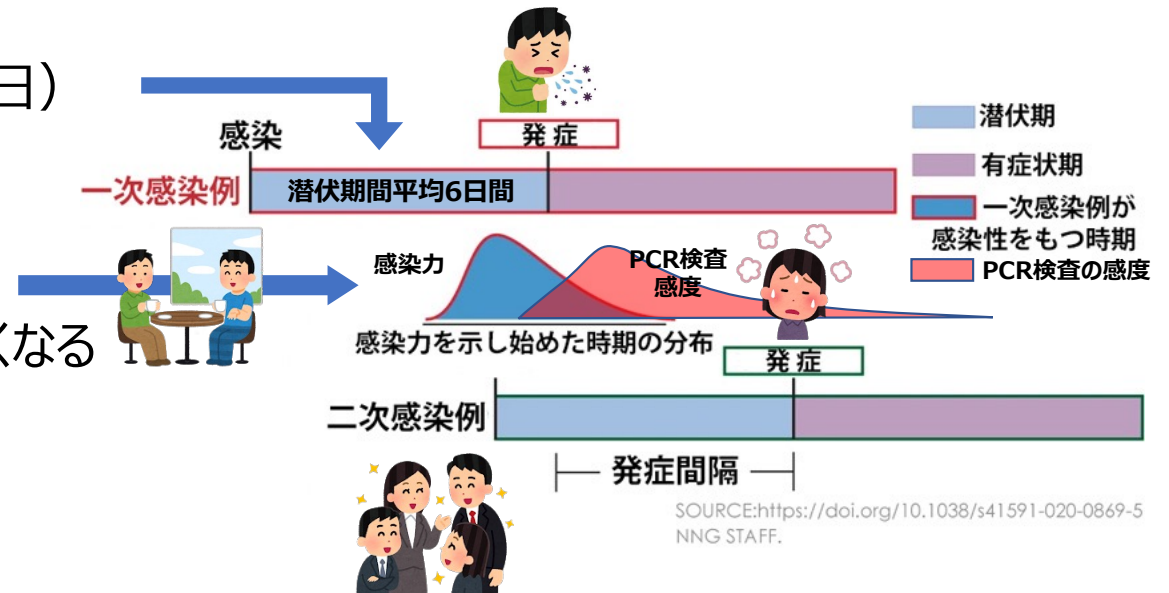 日）
感染
発 症
潜伏期
有症状期
一次感染例
潜伏期間平均6日間
一次感染例が
感染性をもつ時期
PCR検査の感度
感染力
PCR検査
感度
くなる
感染力を示し始めた時期の分布
発 症
二次感染例
発症間隔
SOURCE:https://doi.org/10.1038/s41591-020-0869-5
NNG STAFF.